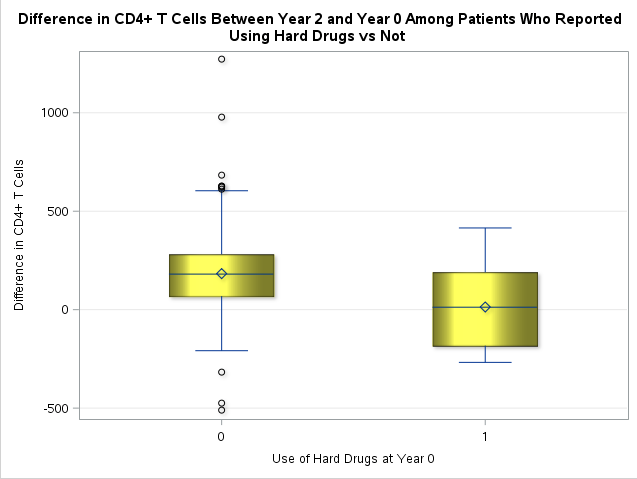 Difference in CD4+ T Cells Between Year 2 and Year 0 Among Patients Who Reported
Using Hard Drugs vs Not
Difference in CD4+ T Cells
1000
500
0
-500
0
1
Use of Hard Drugs at Year 0